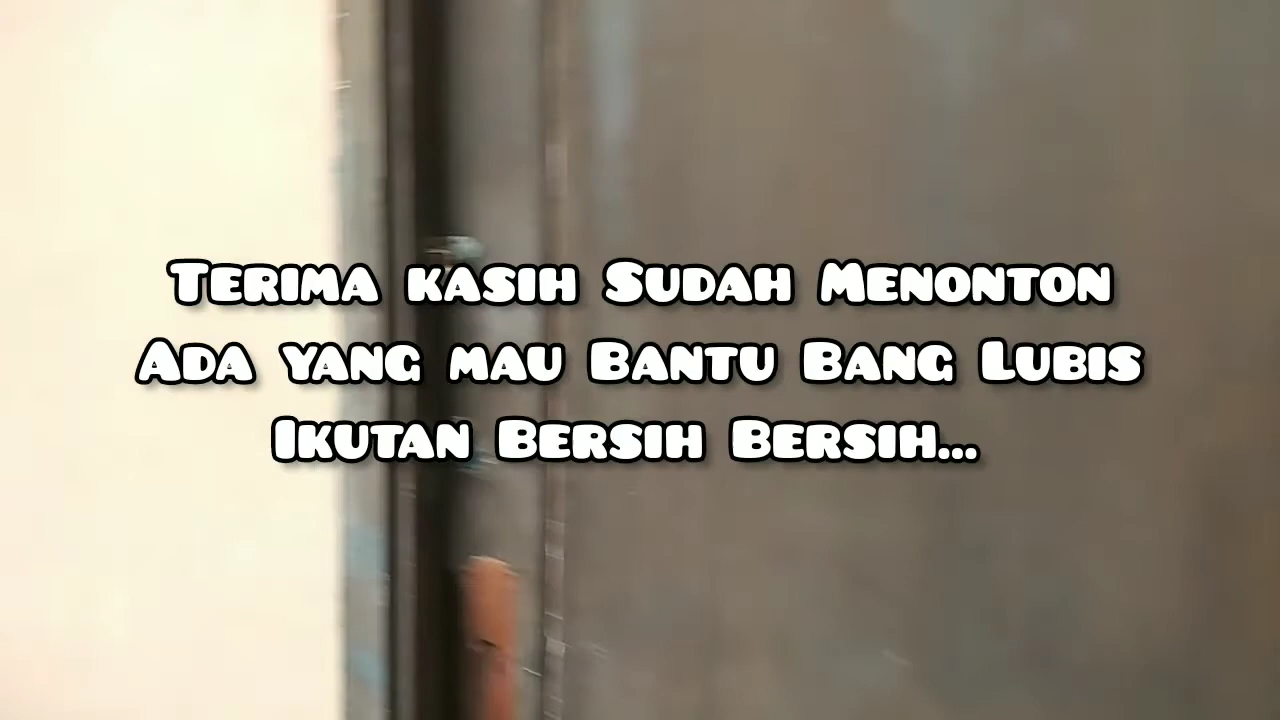 Terima kasih Sudah Menonton
Ada yang mau Bantu Bang Lubis
Ikutan Bersih Bersih...